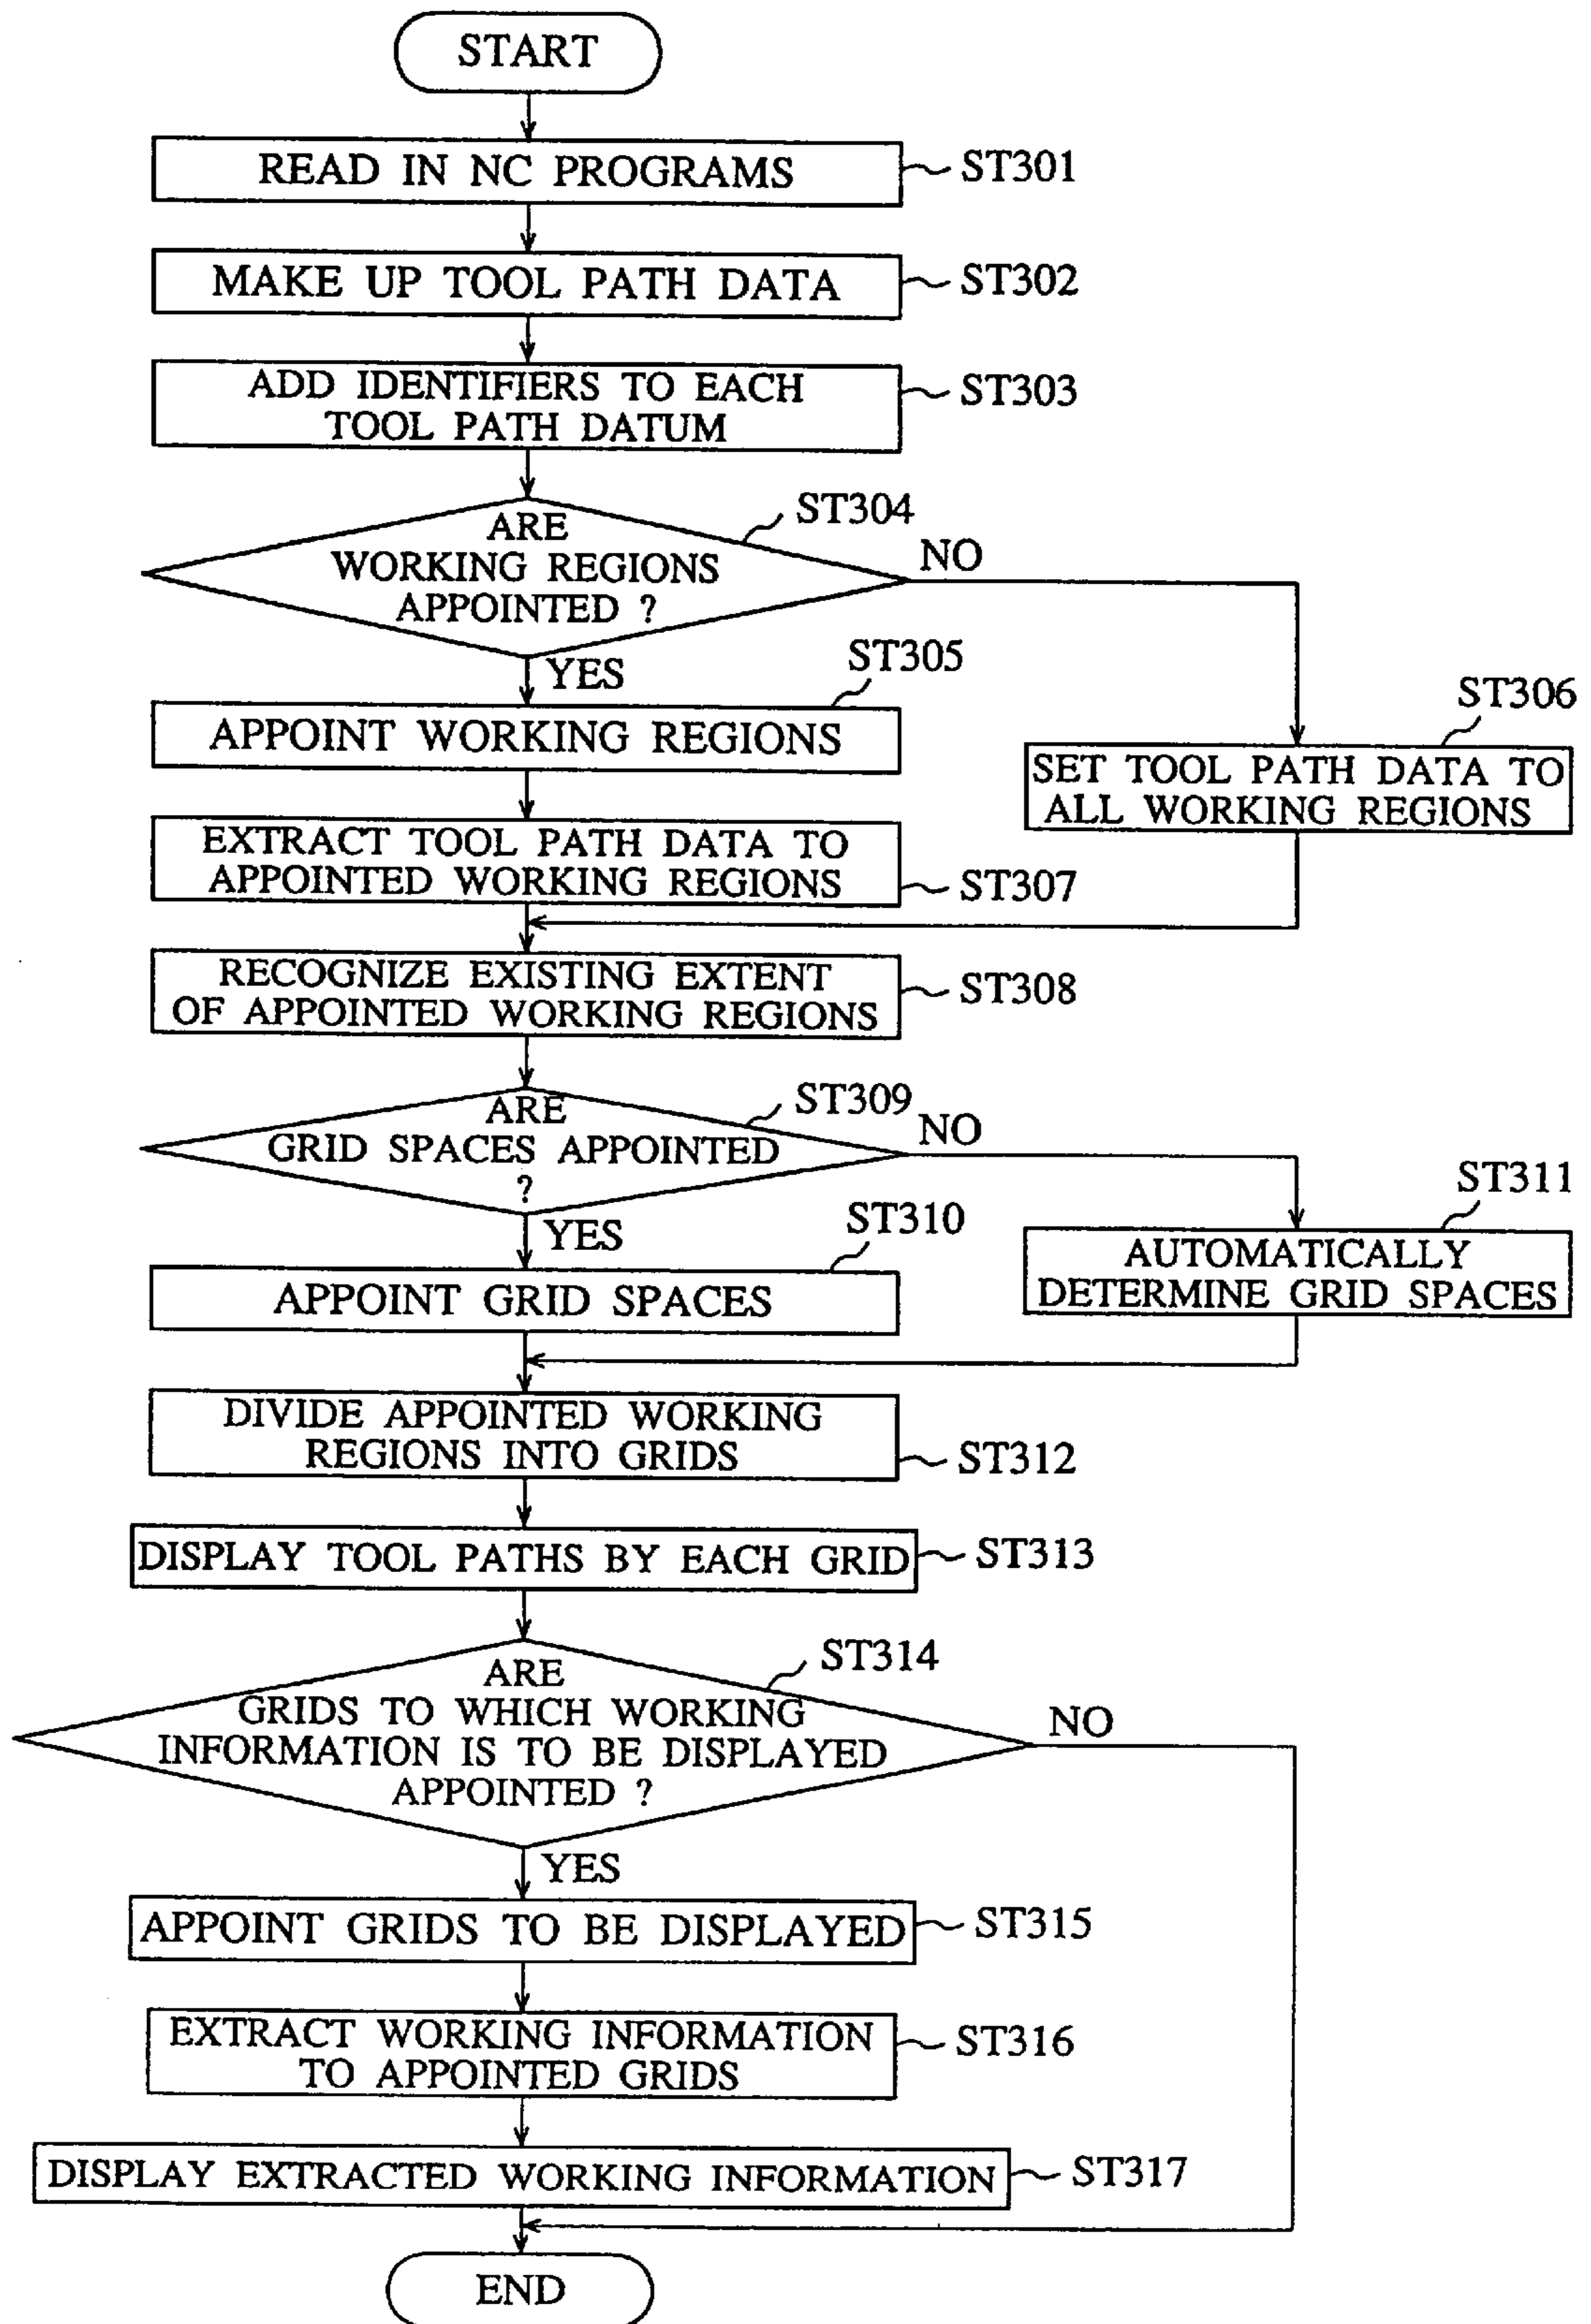 START
READ IN NC PROGRAMS
ST301
MAKE UP TOOL PATH DATA
ST302
ADD IDENTIFIERS TO EACH
TOOL PATH DATUM
ST303
ST304
ARE
WORKING REGIONS
APPOINTED ?
NO
YES
ST305
APPOINT WORKING REGIONS
ST306
SET TOOL PATH DATA TO
ALL WORKING REGIONS
EXTRACT TOOL PATH DATA TO
APPOINTED WORKING REGIONS
ST307
RECOGNIZE EXISTING EXTENT
OF APPOINTED WORKING REGIONS
ST308
ST309
ARE
GRID SPACES APPOINTED
?
NO
YES
ST310
APPOINT GRID SPACES
ST311
AUTOMATICALLY
DETERMINE GRID SPACES
DIVIDE APPOINTED WORKING
REGIONS INTO GRIDS
ST312
DISPLAY TOOL PATHS BY EACH GRID
ST313
ST314
ARE
GRIDS TO WHICH WORKING
INFORMATION IS TO BE DISPLAYED
APPOINTED ?
NO
YES
APPOINT GRIDS TO BE DISPLAYED
ST315
EXTRACT WORKING INFORMATION
TO APPOINTED GRIDS
ST316
DISPLAY EXTRACTED WORKING INFORMATION
ST317
END